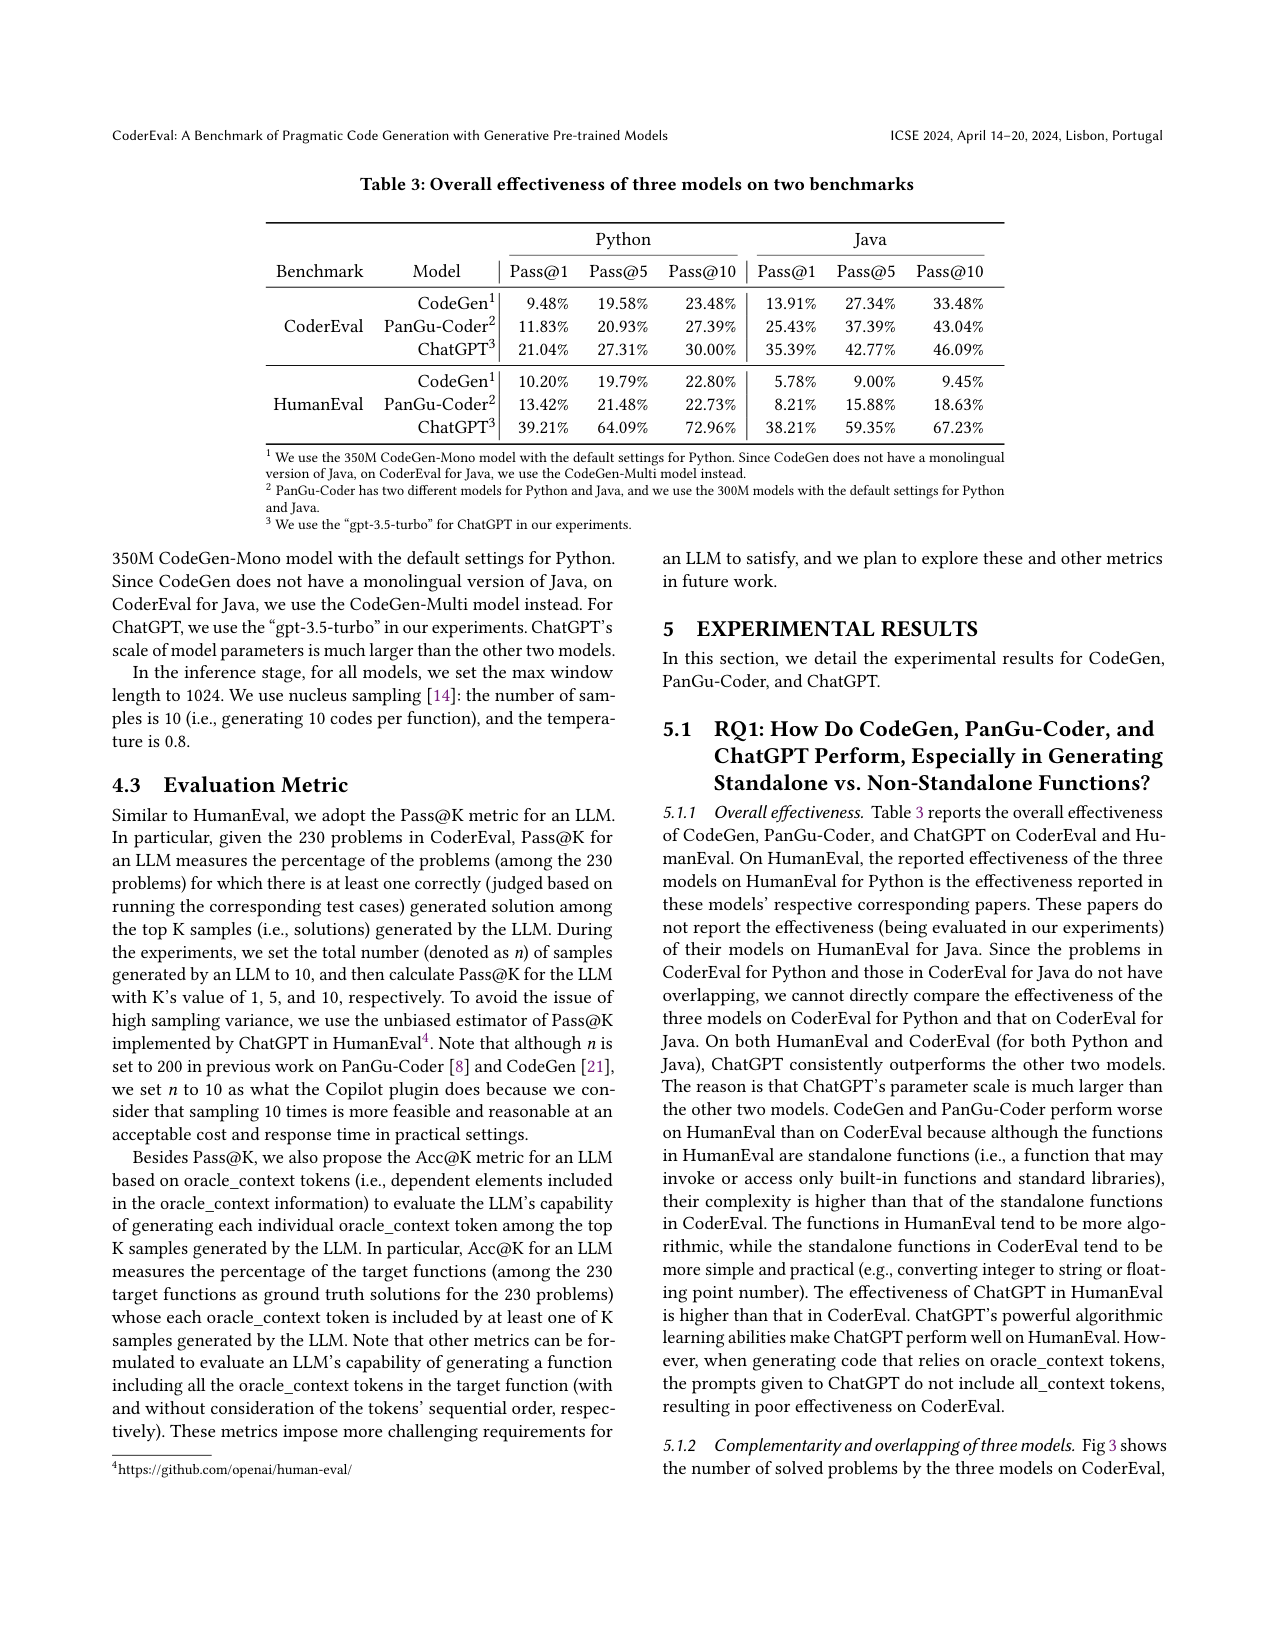 CoderEval: A Benchmark of Pragmatic Code Generation with Generative Pre-trained Models
ICSE 2024, April 14–20, 2024, Lisbon, Portugal
Table 3: Overall effectiveness of three models on two benchmarks
Python Java
Benchmark Model Pass@1 Pass@5 Pass@10 Pass@1 Pass@5 Pass@10
CodeGen1 9.48% 19.58% 23.48% 13.91% 27.34% 33.48%
CoderEval PanGu-Coder2 11.83% 20.93% 27.39% 25.43% 37.39% 43.04%
ChatGPT3 21.04% 27.31% 30.00% 35.39% 42.77% 46.09%
CodeGen1 10.20% 19.79% 22.80% 5.78% 9.00% 9.45%
HumanEval PanGu-Coder2 13.42% 21.48% 22.73% 8.21% 15.88% 18.63%
ChatGPT3 39.21% 64.09% 72.96% 38.21% 59.35% 67.23%
1 We use the 350M CodeGen-Mono model with the default settings for Python. Since CodeGen does not have a monolingual
version of Java, on CoderEval for Java, we use the CodeGen-Multi model instead.
2 PanGu-Coder has two different models for Python and Java, and we use the 300M models with the default settings for Python
and Java.
3 We use the “gpt-3.5-turbo” for ChatGPT in our experiments.
350M CodeGen-Mono model with the default settings for Python.
Since CodeGen does not have a monolingual version of Java, on
CoderEval for Java, we use the CodeGen-Multi model instead. For
ChatGPT, we use the “gpt-3.5-turbo” in our experiments. ChatGPT’s
scale of model parameters is much larger than the other two models.
In the inference stage, for all models, we set the max window
length to 1024. We use nucleus sampling [14]: the number of sam-
ples is 10 (i.e., generating 10 codes per function), and the tempera-
ture is 0.8.
4.3 Evaluation Metric
Similar to HumanEval, we adopt the Pass@K metric for an LLM.
In particular, given the 230 problems in CoderEval, Pass@K for
an LLM measures the percentage of the problems (among the 230
problems) for which there is at least one correctly (judged based on
running the corresponding test cases) generated solution among
the top K samples (i.e., solutions) generated by the LLM. During
the experiments, we set the total number (denoted as n) of samples
generated by an LLM to 10, and then calculate Pass@K for the LLM
with K’s value of 1, 5, and 10, respectively. To avoid the issue of
high sampling variance, we use the unbiased estimator of Pass@K
implemented by ChatGPT in HumanEval4. Note that although n is
set to 200 in previous work on PanGu-Coder [8] and CodeGen [21],
we set n to 10 as what the Copilot plugin does because we con-
sider that sampling 10 times is more feasible and reasonable at an
acceptable cost and response time in practical settings.
Besides Pass@K, we also propose the Acc@K metric for an LLM
based on oracle_context tokens (i.e., dependent elements included
in the oracle_context information) to evaluate the LLM’s capability
of generating each individual oracle_context token among the top
K samples generated by the LLM. In particular, Acc@K for an LLM
measures the percentage of the target functions (among the 230
target functions as ground truth solutions for the 230 problems)
whose each oracle_context token is included by at least one of K
samples generated by the LLM. Note that other metrics can be for-
mulated to evaluate an LLM’s capability of generating a function
including all the oracle_context tokens in the target function (with
and without consideration of the tokens’ sequential order, respec-
tively). These metrics impose more challenging requirements for
4https://github.com/openai/human-eval/
an LLM to satisfy, and we plan to explore these and other metrics
in future work.
5 EXPERIMENTAL RESULTS
In this section, we detail the experimental results for CodeGen,
PanGu-Coder, and ChatGPT.
5.1 RQ1: How Do CodeGen, PanGu-Coder, and
ChatGPT Perform, Especially in Generating
Standalone vs. Non-Standalone Functions?
5.1.1 Overall effectiveness. Table 3 reports the overall effectiveness
of CodeGen, PanGu-Coder, and ChatGPT on CoderEval and Hu-
manEval. On HumanEval, the reported effectiveness of the three
models on HumanEval for Python is the effectiveness reported in
these models’ respective corresponding papers. These papers do
not report the effectiveness (being evaluated in our experiments)
of their models on HumanEval for Java. Since the problems in
CoderEval for Python and those in CoderEval for Java do not have
overlapping, we cannot directly compare the effectiveness of the
three models on CoderEval for Python and that on CoderEval for
Java. On both HumanEval and CoderEval (for both Python and
Java), ChatGPT consistently outperforms the other two models.
The reason is that ChatGPT’s parameter scale is much larger than
the other two models. CodeGen and PanGu-Coder perform worse
on HumanEval than on CoderEval because although the functions
in HumanEval are standalone functions (i.e., a function that may
invoke or access only built-in functions and standard libraries),
their complexity is higher than that of the standalone functions
in CoderEval. The functions in HumanEval tend to be more algo-
rithmic, while the standalone functions in CoderEval tend to be
more simple and practical (e.g., converting integer to string or float-
ing point number). The effectiveness of ChatGPT in HumanEval
is higher than that in CoderEval. ChatGPT’s powerful algorithmic
learning abilities make ChatGPT perform well on HumanEval. How-
ever, when generating code that relies on oracle_context tokens,
the prompts given to ChatGPT do not include all_context tokens,
resulting in poor effectiveness on CoderEval.
5.1.2 Complementarity and overlapping of three models. Fig 3 shows
the number of solved problems by the three models on CoderEval,